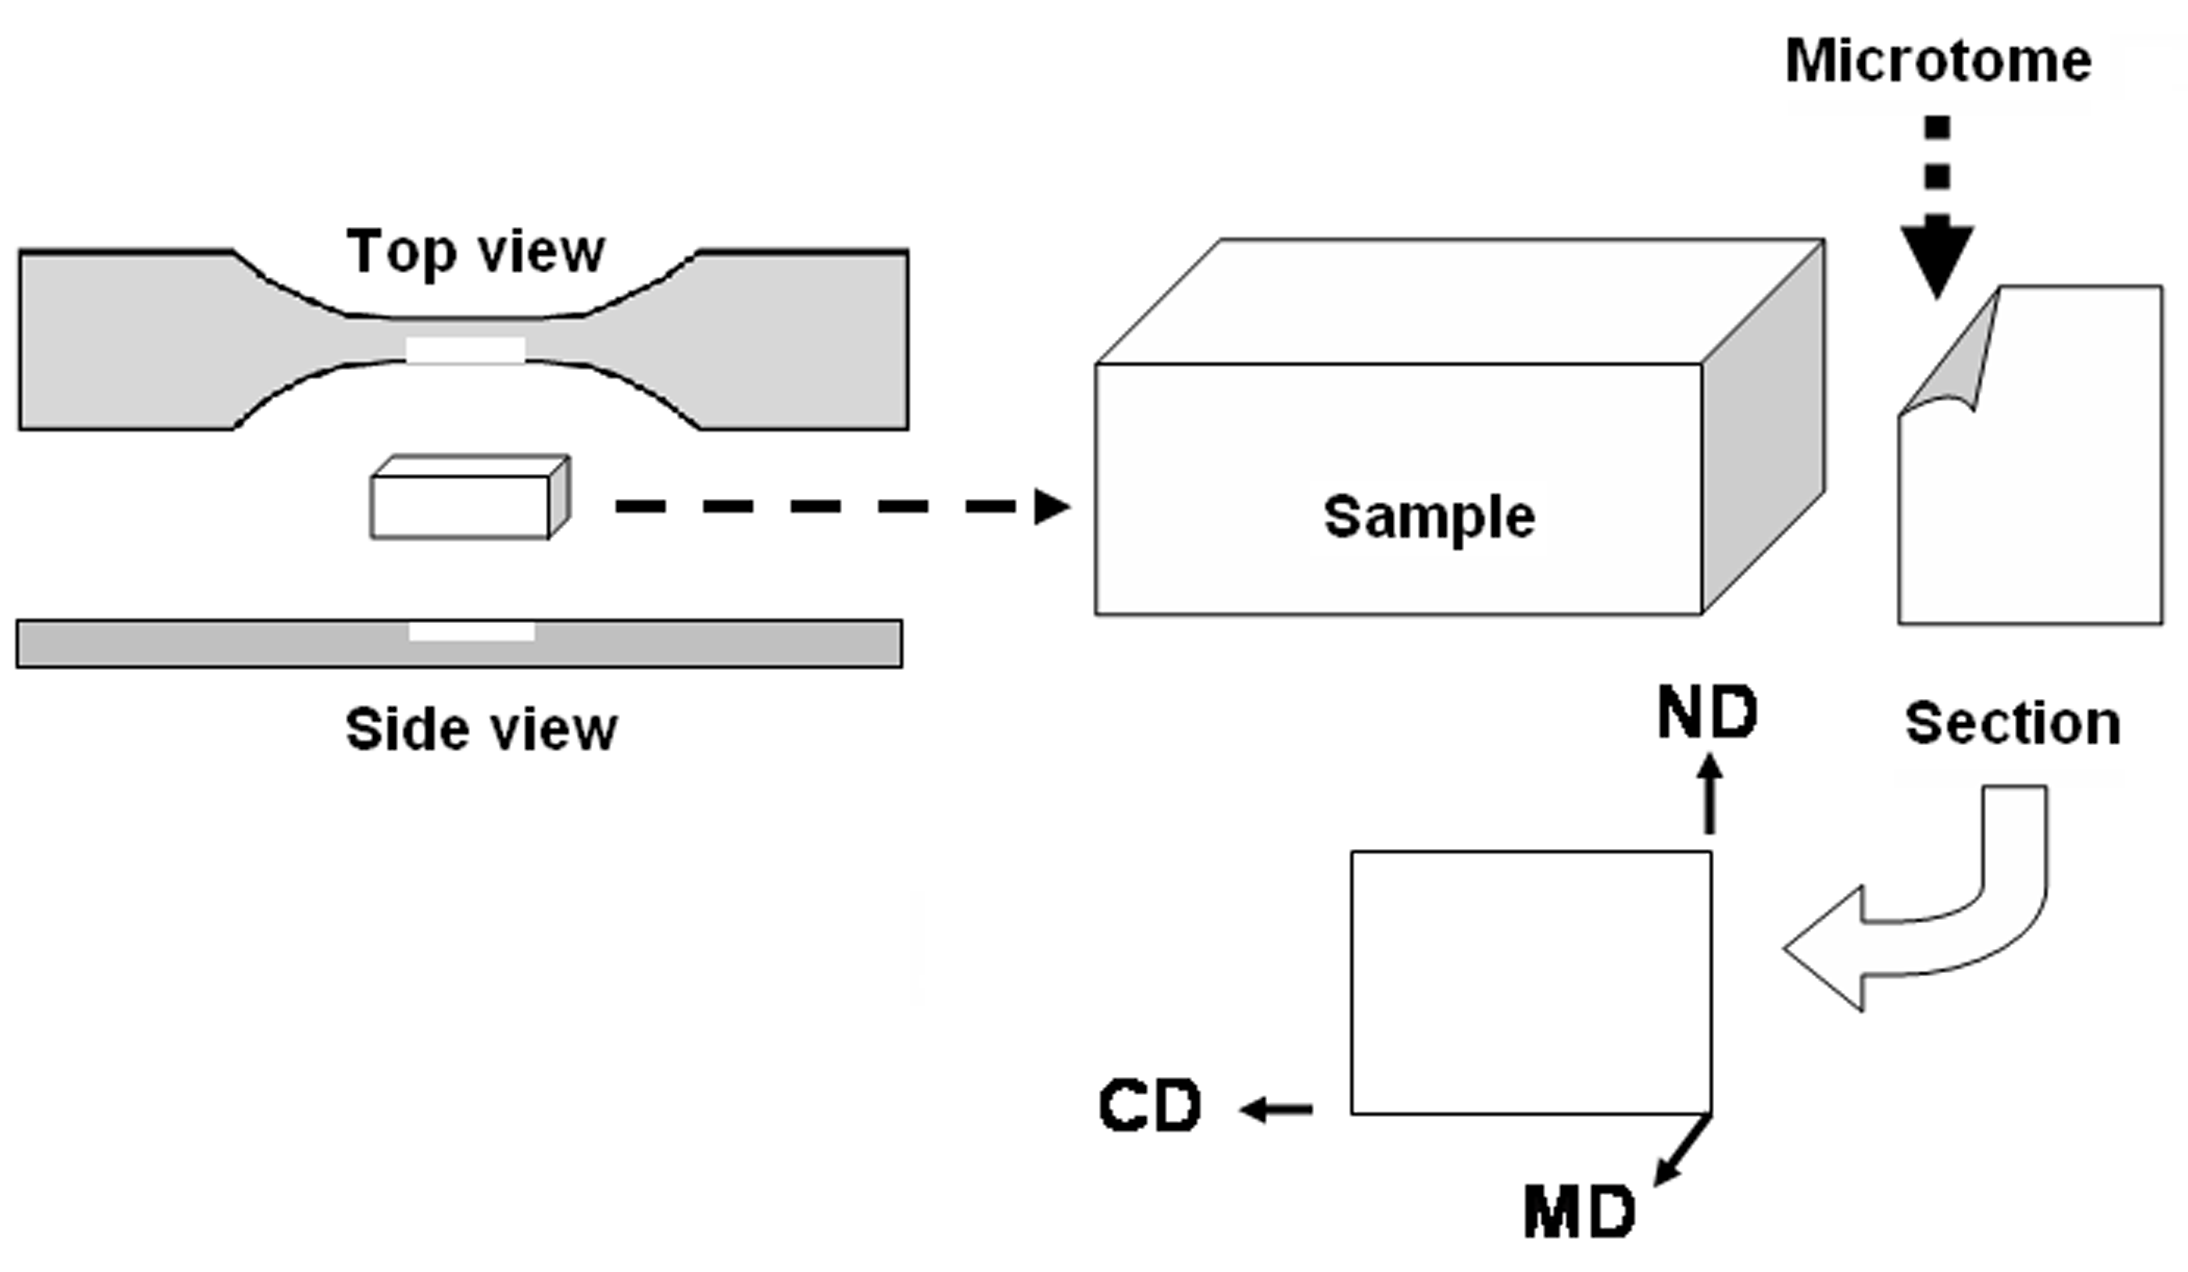 Microtome
Top view
Sample
Side view
ND
Section
CD
MD